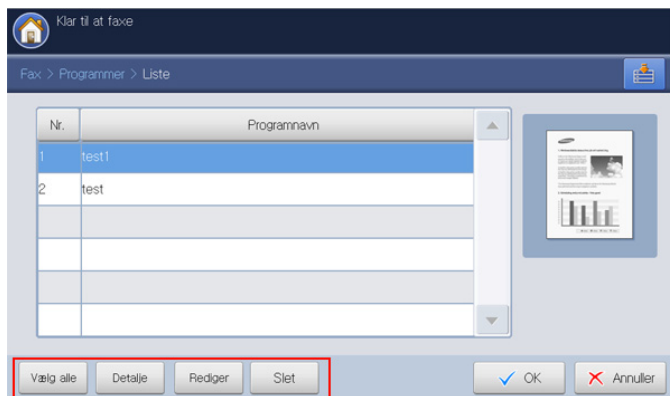 Klar til at faxe
Fax > Programmer > Liste
Nr. Programnavn
1 test1
2 test
Vælg alle Detalje Rediger Slet OK Annuller